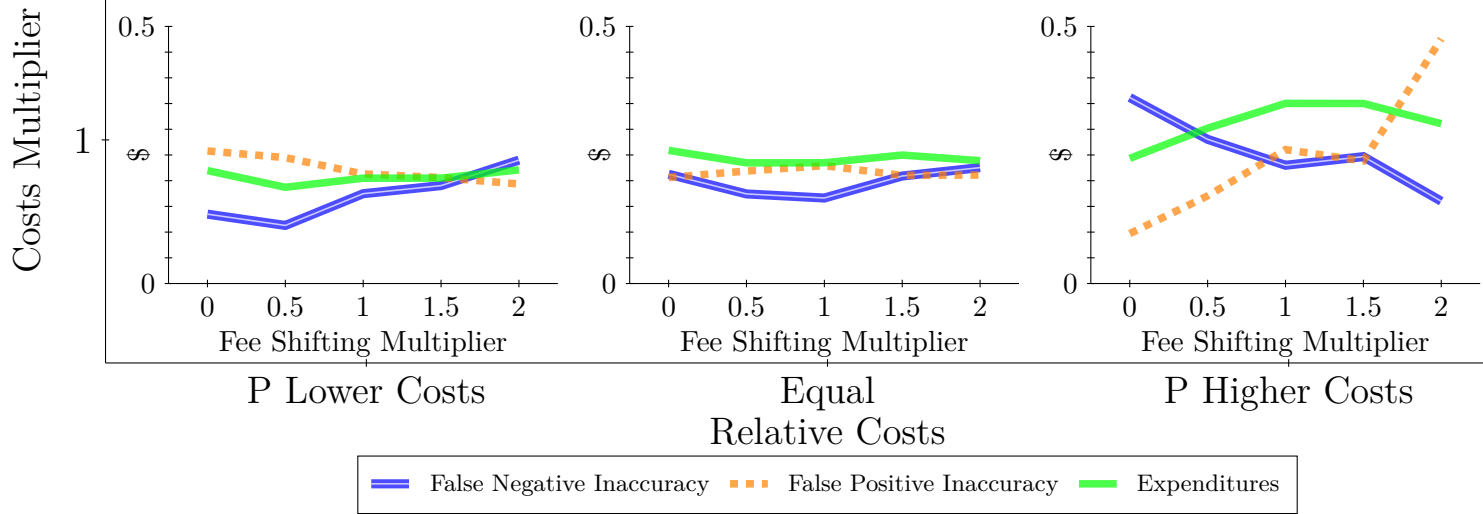 Costs Multiplier
1
0.5
$
0
0 0.5 1 1.5 2
Fee Shifting Multiplier
0.5
$
0
0 0.5 1 1.5 2
Fee Shifting Multiplier
0.5
$
0
0 0.5 1 1.5 2
Fee Shifting Multiplier
P Lower Costs
Equal
P Higher Costs
Relative Costs
False Negative Inaccuracy False Positive Inaccuracy Expenditures